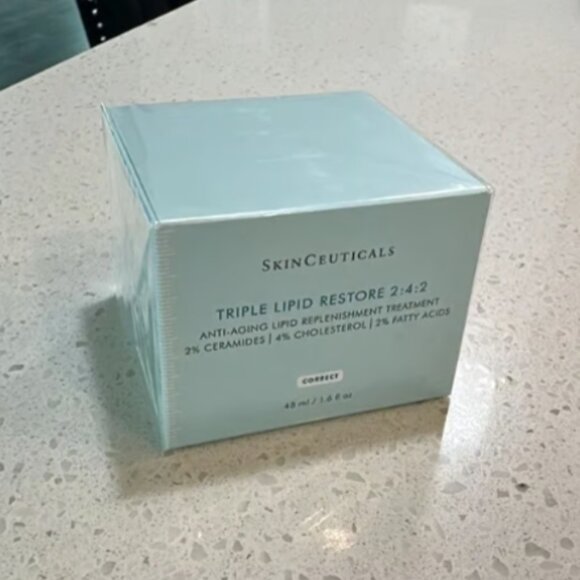 SKINCEUTICALS
TRIPLE LIPID RESTORE 2:4:2
ANTI-AGING LIPID REPLENISHMENT TREATMENT
2% CERAMIDES | 4% CHOLESTEROL | 2% FATTY ACIDS
CORRECT
48 ml / 1.6 fl oz